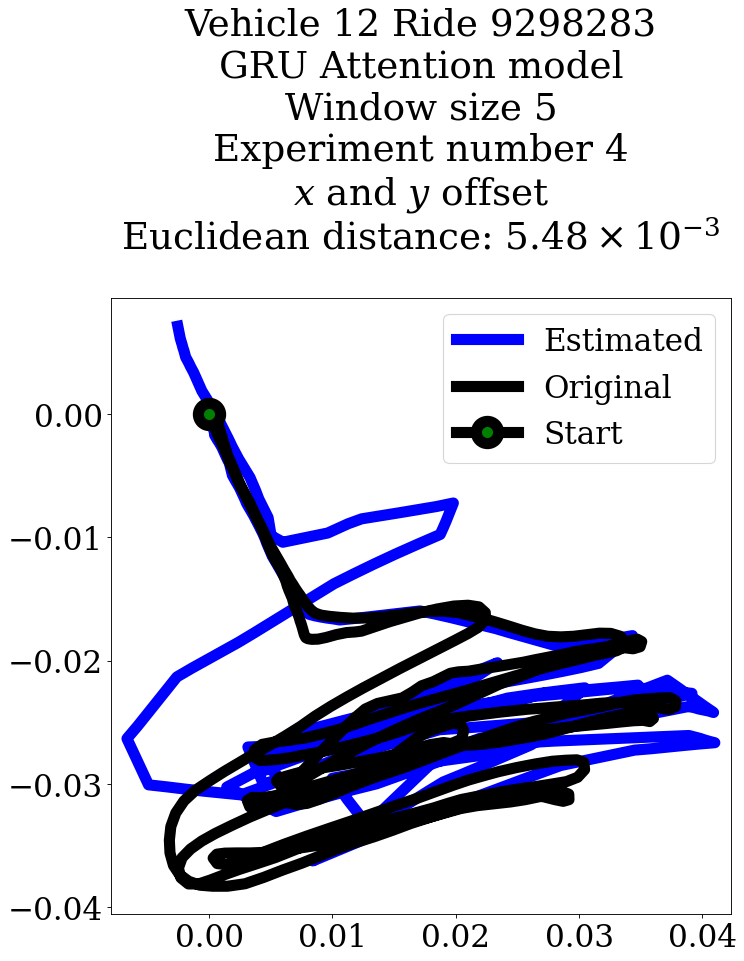 Vehicle 12 Ride 9298283
GRU Attention model
Window size 5
Experiment number 4
x and y offset
Euclidean distance: 5.48 × 10⁻³
Estimated
Original
Start
0.00
−0.01
−0.02
−0.03
−0.04
0.00 0.01 0.02 0.03 0.04